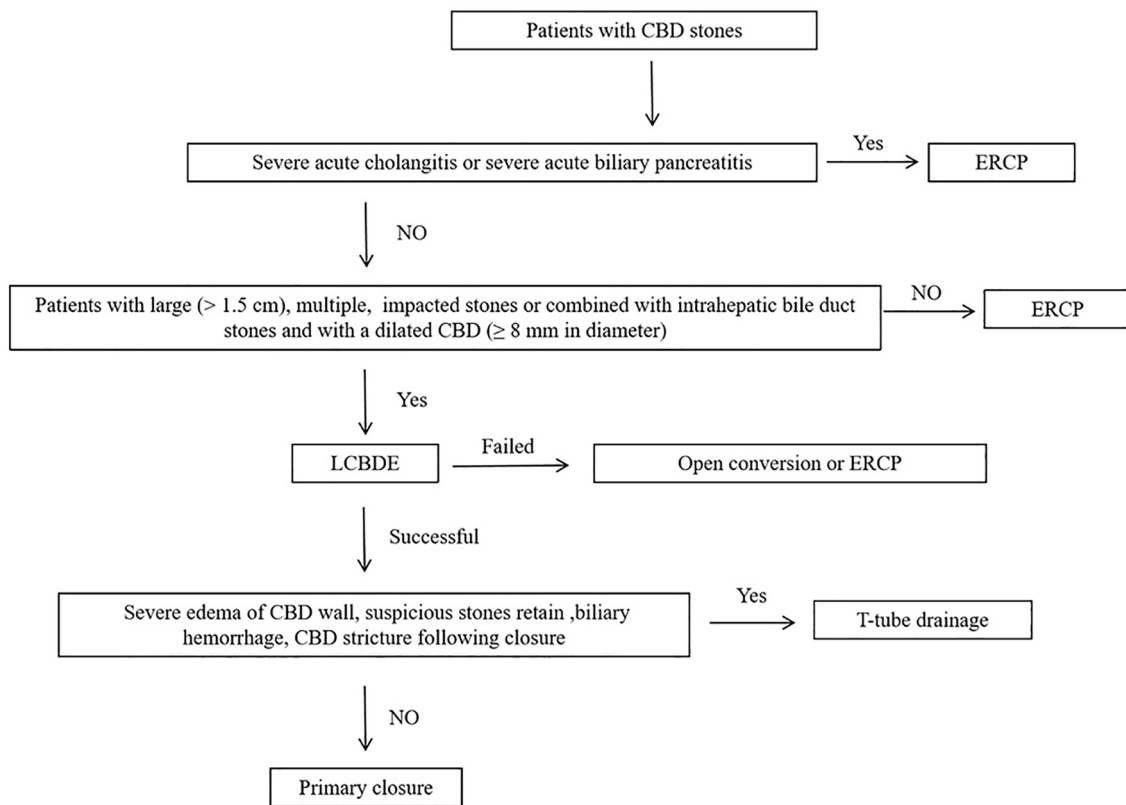 Patients with CBD stones
Severe acute cholangitis or severe acute biliary pancreatitis
Yes
ERCP
NO
Patients with large (> 1.5 cm), multiple, impacted stones or combined with intrahepatic bile duct
stones and with a dilated CBD (≥ 8 mm in diameter)
NO
ERCP
Yes
LCBDE
Failed
Open conversion or ERCP
Successful
Severe edema of CBD wall, suspicious stones retain ,biliary
hemorrhage, CBD stricture following closure
Yes
T-tube drainage
NO
Primary closure